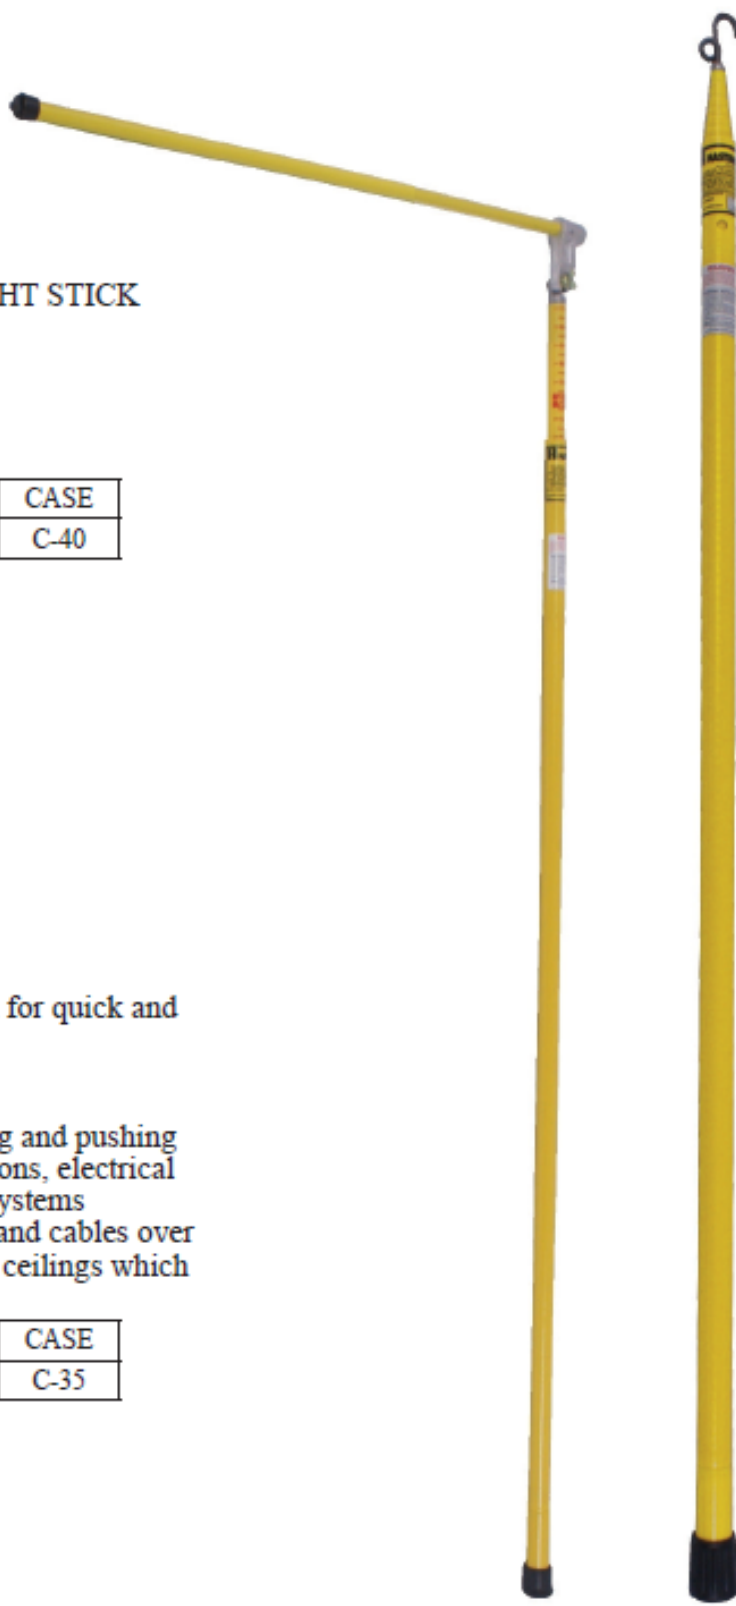 HT STICK
CASE
C-40
for quick and
g and pushing
ons, electrical
ystems
and cables over
ceilings which
CASE
C-35